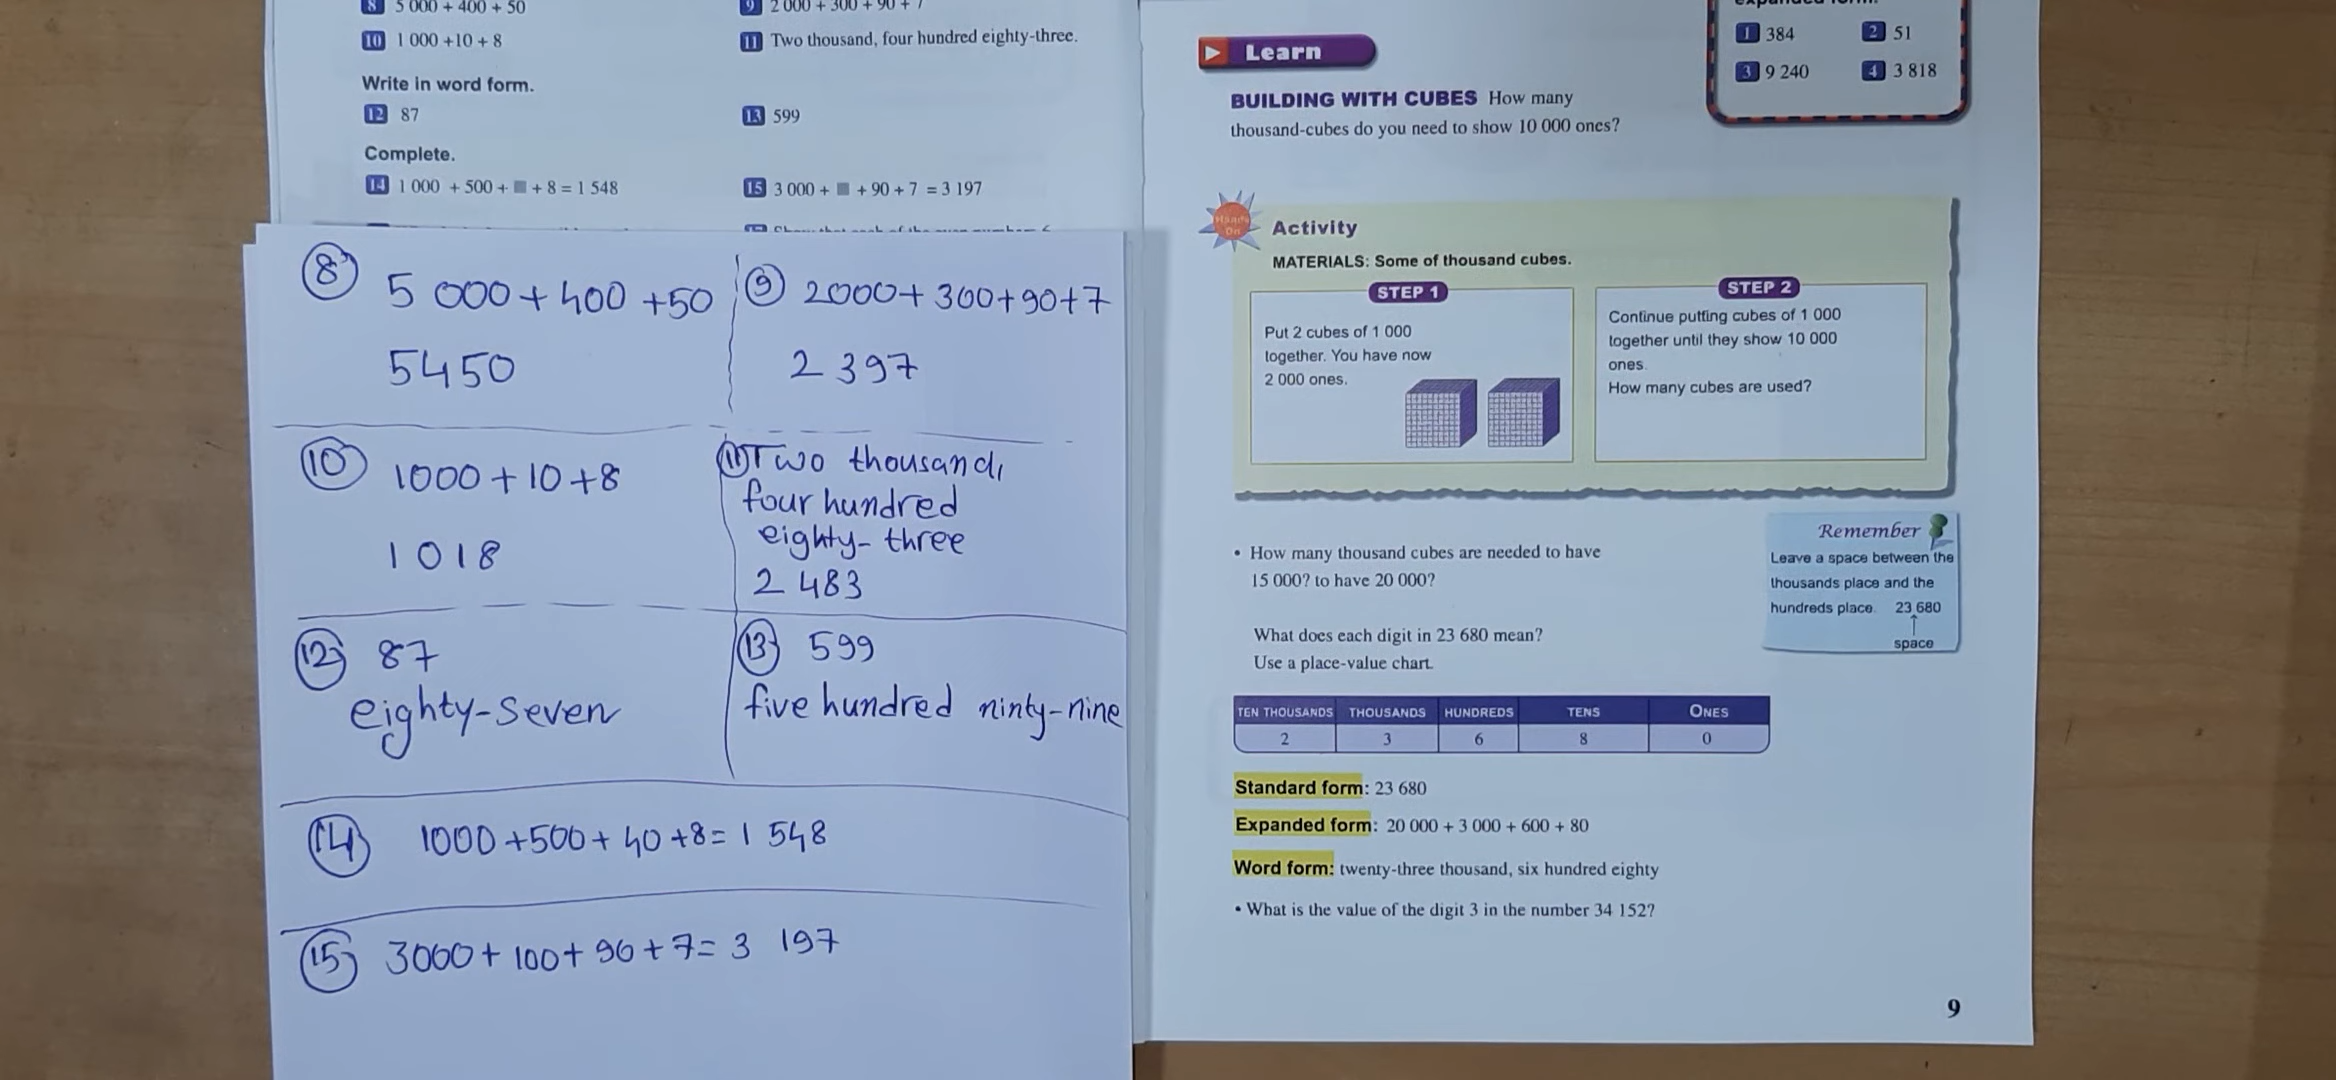 8 5 000 + 400 + 50
9 2 000 + 300 + 90 + 7
10 1 000 +10 + 8
11 Two thousand, four hundred eighty-three.
Write in word form.
12 87
13 599
Complete.
14 1 000 + 500 + ■ + 8 = 1 548
15 3 000 + ■ + 90 + 7 = 3 197
8 5 000 + 400 + 50
5450
9 2000 + 300 + 90 + 7
2 397
10 1000 + 10 + 8
1 018
11 Two thousand,
four hundred
eighty-three
2 483
12 87
eighty-seven
13 599
five hundred ninty-nine
14 1000 + 500 + 40 + 8 = 1 548
15 3000 + 100 + 90 + 7 = 3 197
expanded form.
1 384
2 51
3 9 240
4 3 818
Learn
BUILDING WITH CUBES How many
thousand-cubes do you need to show 10 000 ones?
Hands
On
Activity
MATERIALS: Some of thousand cubes.
STEP 1
Put 2 cubes of 1 000
together. You have now
2 000 ones.
STEP 2
Continue putting cubes of 1 000
together until they show 10 000
ones.
How many cubes are used?
• How many thousand cubes are needed to have
15 000? to have 20 000?
Remember
Leave a space between the
thousands place and the
hundreds place. 23 680
space
What does each digit in 23 680 mean?
Use a place-value chart.
TEN THOUSANDS THOUSANDS HUNDREDS TENS ONES
2 3 6 8 0
Standard form: 23 680
Expanded form: 20 000 + 3 000 + 600 + 80
Word form: twenty-three thousand, six hundred eighty
• What is the value of the digit 3 in the number 34 152?
9